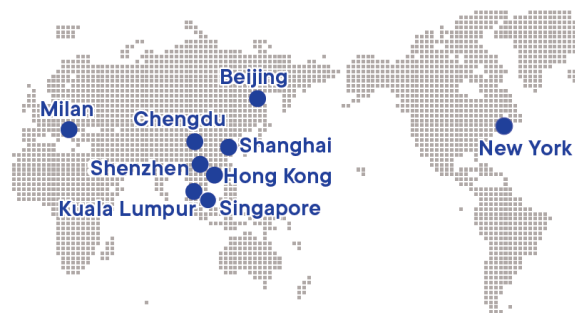 Beijing
Milan
Chengdu
Shanghai
New York
Shenzhen
Hong Kong
Kuala Lumpur
Singapore